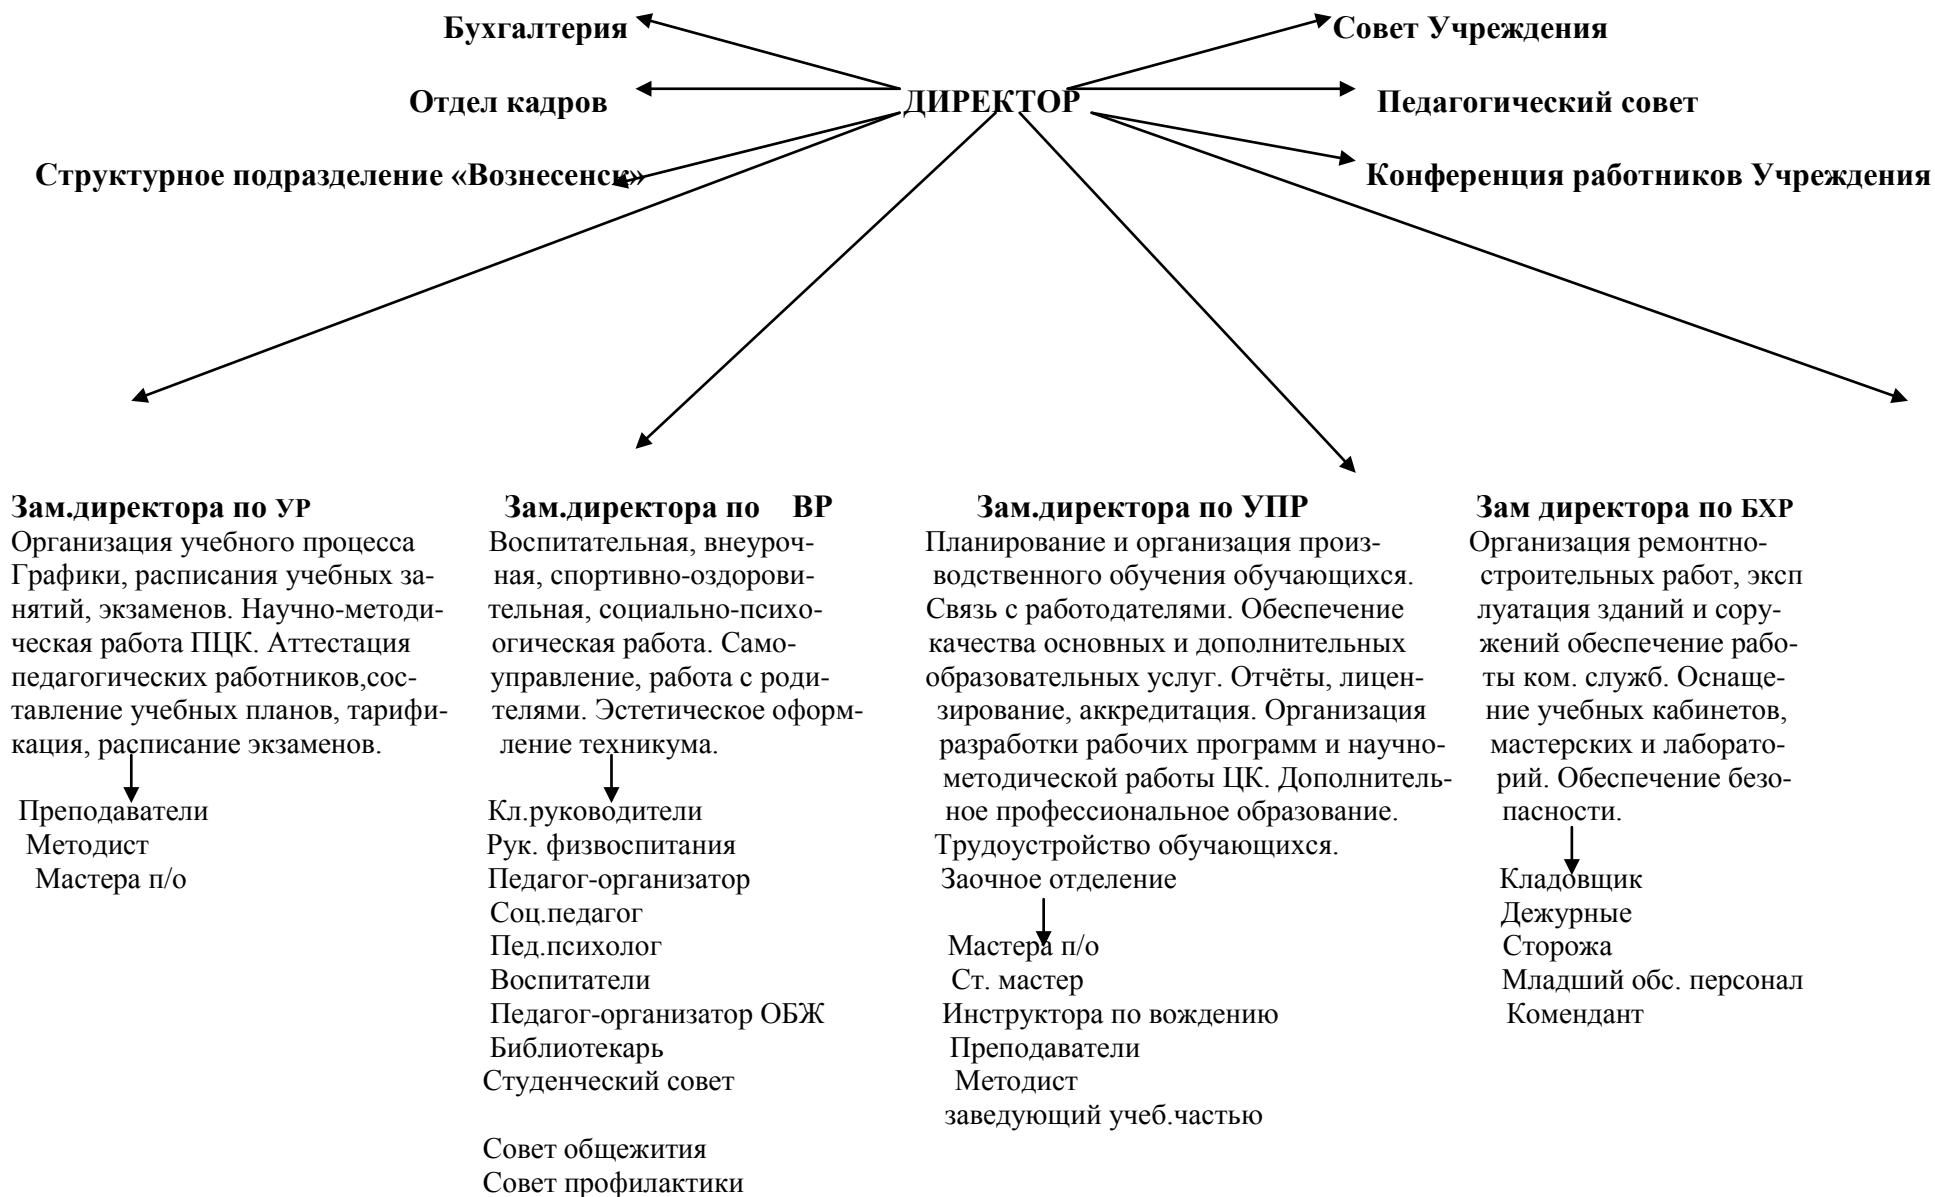 Бухгалтерия
Совет Учреждения
ДИРЕКТОР
Отдел кадров
Педагогический совет
Структурное подразделение «Вознесенск»
Конференция работников Учреждения
Зам.директора по УР
Организация учебного процесса
Графики, расписания учебных за-
нятий, экзаменов. Научно-методи-
ческая работа ПЦК. Аттестация
педагогических работников,сос-
тавление учебных планов, тарифи-
кация, расписание экзаменов.
Преподаватели
Методист
Мастера п/о
Зам.директора по ВР
Воспитательная, внеуроч-
ная, спортивно-оздорови-
тельная, социально-психо-
огическая работа. Само-
управление, работа с роди-
телями. Эстетическое оформ-
ление техникума.
Кл.руководители
Рук. физвоспитания
Педагог-организатор
Соц.педагог
Пед.психолог
Воспитатели
Педагог-организатор ОБЖ
Библиотекарь
Студенческий совет
Совет общежития
Совет профилактики
Зам.директора по УПР
Планирование и организация произ-
водственного обучения обучающихся.
Связь с работодателями. Обеспечение
качества основных и дополнительных
образовательных услуг. Отчёты, лицен-
зирование, аккредитация. Организация
разработки рабочих программ и научно-
методической работы ЦК. Дополнитель-
ное профессиональное образование.
Трудоустройство обучающихся.
Заочное отделение
Мастера п/о
Ст. мастер
Инструктора по вождению
Преподаватели
Методист
заведующий учеб.частью
Зам директора по БХР
Организация ремонтно-
строительных работ, эксп
луатация зданий и сору-
жений обеспечение рабо-
ты ком. служб. Оснаще-
ние учебных кабинетов,
мастерских и лаборато-
рий. Обеспечение безо-
пасности.
Кладовщик
Дежурные
Сторожа
Младший обс. персонал
Комендант